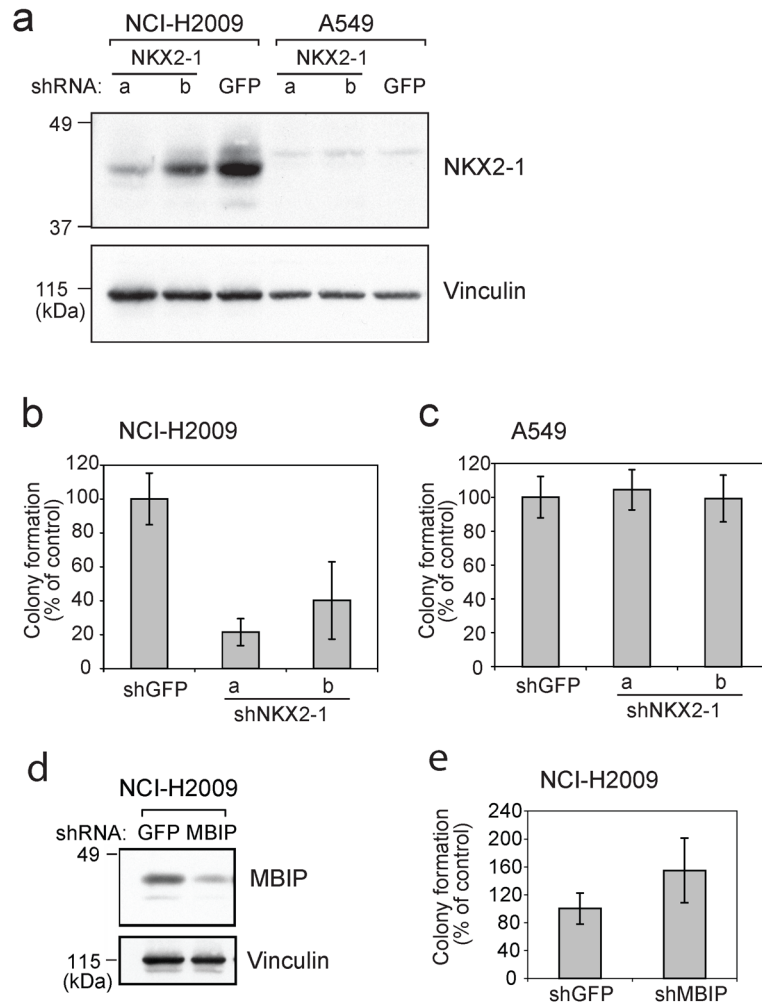 a
NCI-H2009 A549
NKX2-1 NKX2-1
shRNA: a b GFP a b GFP
49
NKX2-1
37
115
(kDa)
Vinculin
b
NCI-H2009
Colony formation
(% of control)
120
100
80
60
40
20
0
shGFP a b
shNKX2-1
c
A549
Colony formation
(% of control)
120
100
80
60
40
20
0
shGFP a b
shNKX2-1
d
NCI-H2009
shRNA: GFP MBIP
49
MBIP
115
(kDa)
Vinculin
e
NCI-H2009
Colony formation
(% of control)
240
200
160
120
80
40
0
shGFP shMBIP